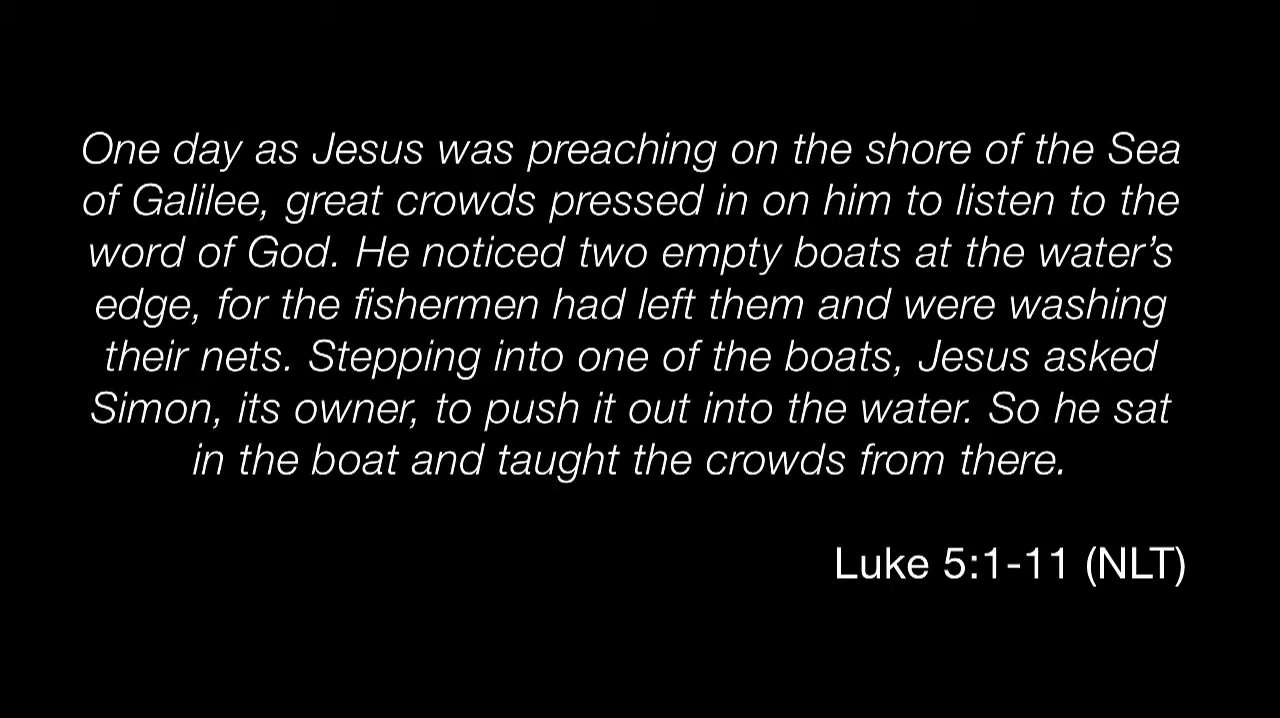 One day as Jesus was preaching on the shore of the Sea
of Galilee, great crowds pressed in on him to listen to the
word of God. He noticed two empty boats at the water’s
edge, for the fishermen had left them and were washing
their nets. Stepping into one of the boats, Jesus asked
Simon, its owner, to push it out into the water. So he sat
in the boat and taught the crowds from there.
Luke 5:1-11 (NLT)